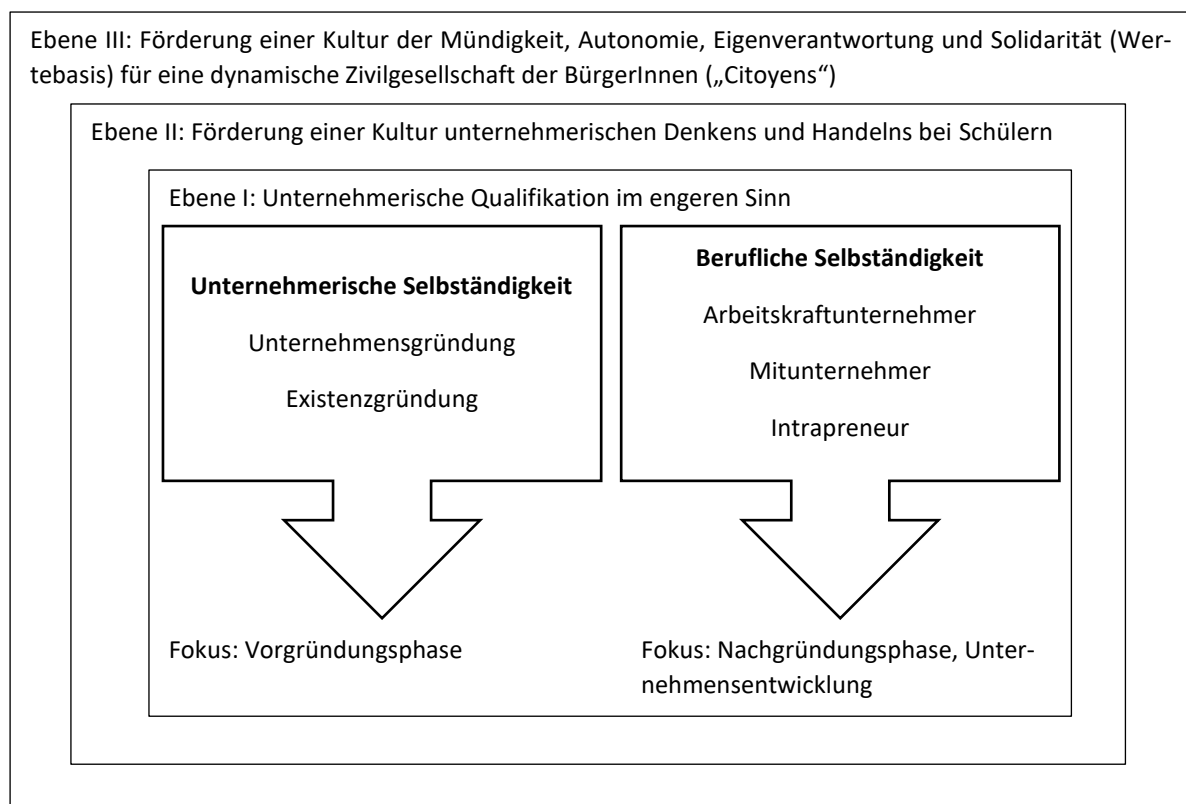 Ebene III: Förderung einer Kultur der Mündigkeit, Autonomie, Eigenverantwortung und Solidarität (Wer-
tebasis) für eine dynamische Zivilgesellschaft der BürgerInnen („Citoyens“)
Ebene II: Förderung einer Kultur unternehmerischen Denkens und Handelns bei Schülern
Ebene I: Unternehmerische Qualifikation im engeren Sinn
Unternehmerische Selbständigkeit
Unternehmensgründung
Existenzgründung
Berufliche Selbständigkeit
Arbeitskraftunternehmer
Mitunternehmer
Intrapreneur
Fokus: Vorgründungsphase
Fokus: Nachgründungsphase, Unter-
nehmensentwicklung